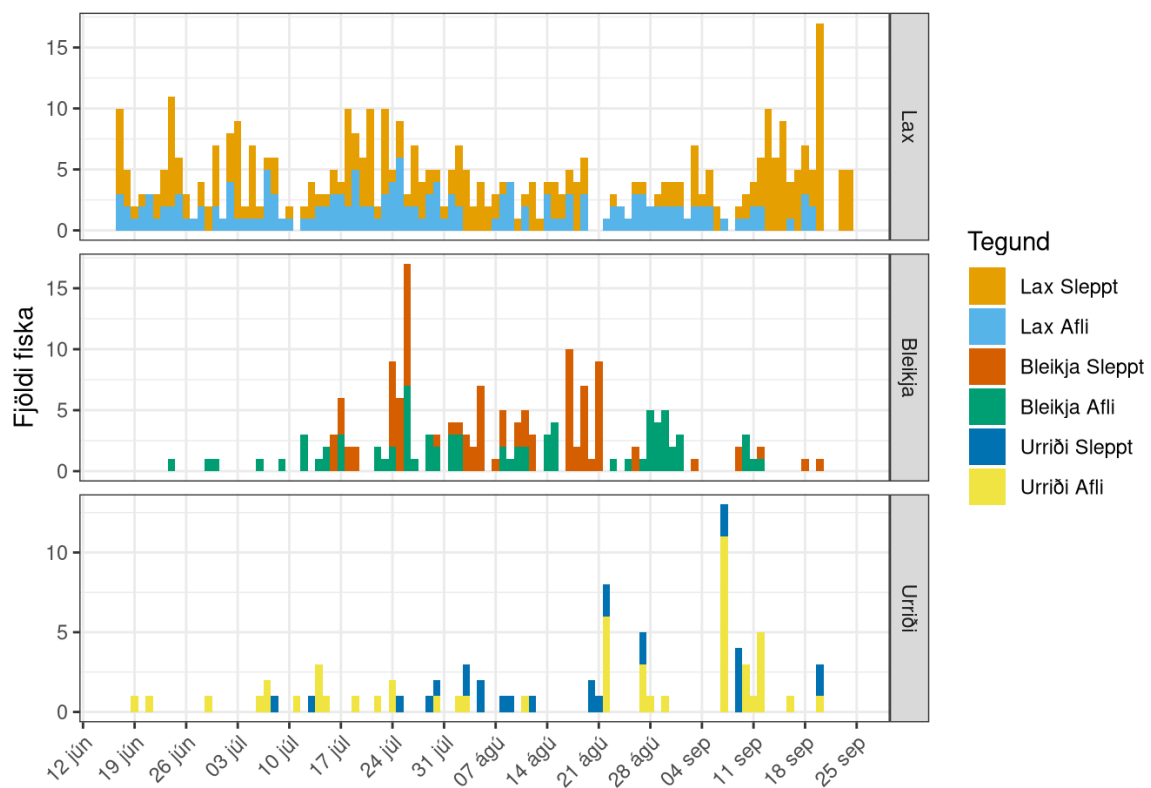 Fjöldi fiska
15
10
5
0
Lax
15
10
5
0
Bleikja
10
5
0
Urriði
12 jún
19 jún
26 jún
03 júl
10 júl
17 júl
24 júl
31 júl
07 ágú
14 ágú
21 ágú
28 ágú
04 sep
11 sep
18 sep
25 sep
Tegund
Lax Sleppt
Lax Afli
Bleikja Sleppt
Bleikja Afli
Urriði Sleppt
Urriði Afli